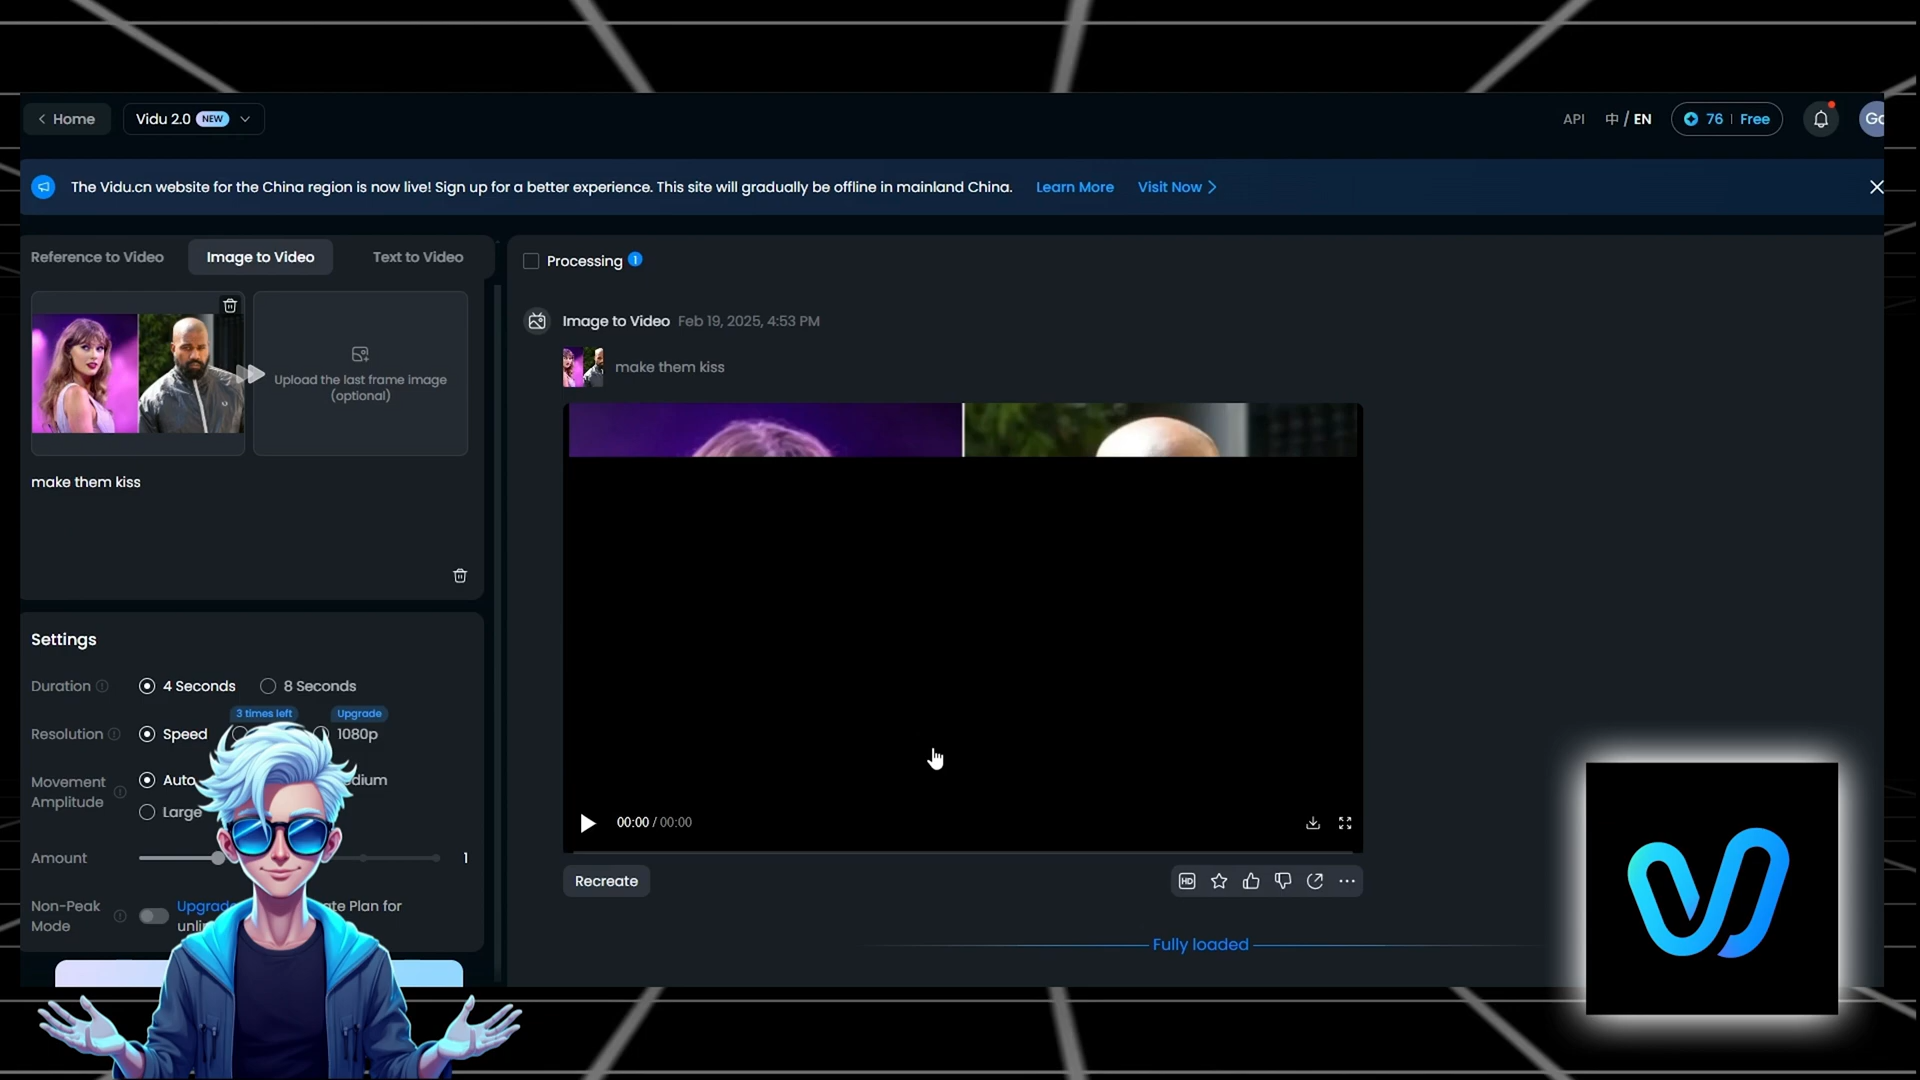 Home
Vidu 2.0 NEW
API
中 / EN
76 | Free
The Vidu.cn website for the China region is now live! Sign up for a better experience. This site will gradually be offline in mainland China. Learn More Visit Now
Reference to Video
Image to Video
Text to Video
Upload the last frame image
(optional)
make them kiss
Settings
Duration
4 Seconds
8 Seconds
3 times left
Upgrade
Resolution
Speed
1080p
Movement
Amplitude
Auto
Large
Amount
1
Non-Peak
Mode
Plan for
Processing 1
Image to Video Feb 19, 2025, 4:53 PM
make them kiss
00:00 / 00:00
Recreate
HD
Fully loaded